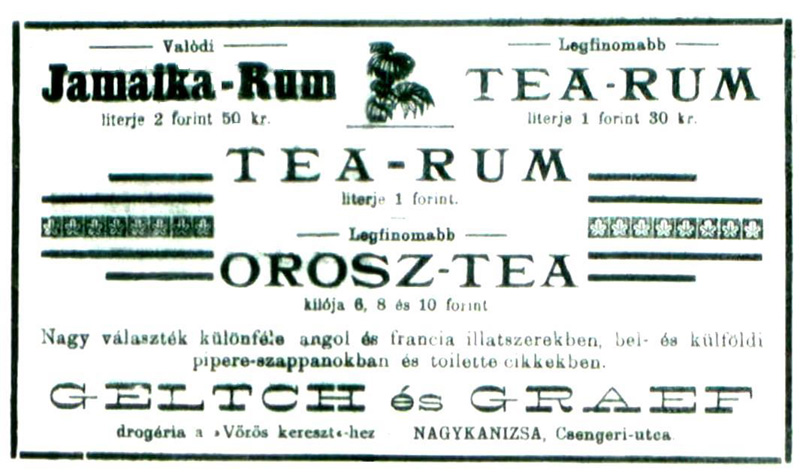 Valódi
Jamaika-Rum
literje 2 forint 50 kr.
Legfinomabb
TEA-RUM
literje 1 forint 30 kr.
TEA-RUM
literje 1 forint.
Legfinomabb
OROSZ-TEA
kilója 6, 8 és 10 forint
Nagy választék különféle angol és francia illatszerekben, bel- és külföldi
pipere-szappanokban és toilette cikkekben.
GELTCH és GRAEF
drogéria a »Vörös kereszt«-hez NAGYKANIZSA, Csengeri-utca